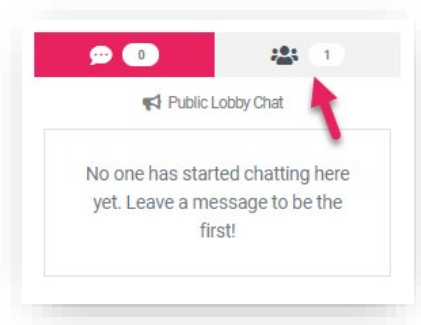 0 1
Public Lobby Chat
No one has started chatting here
yet. Leave a message to be the
first!